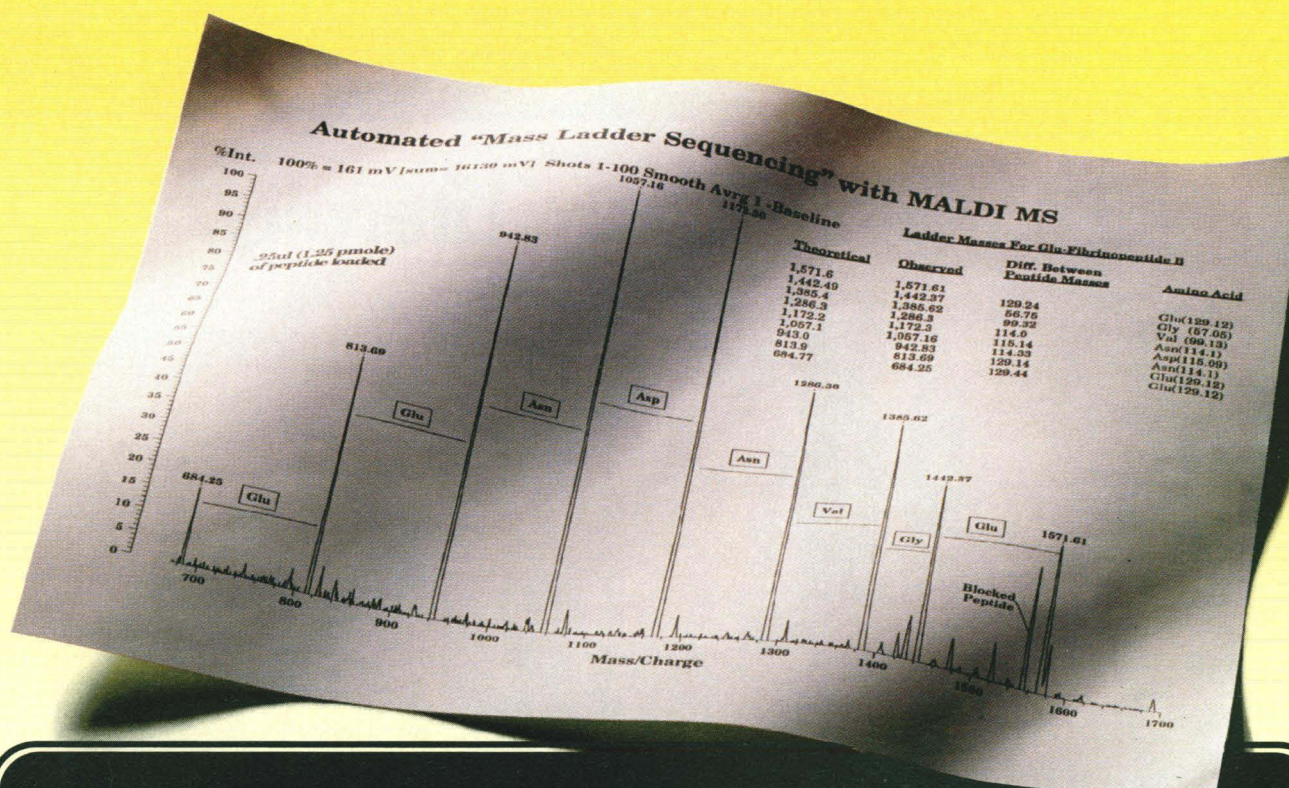 Automated "Mass Ladder Sequencing" with MALDI MS
%Int.
100% = 161 mV [sum= 16130 mV] Shots 1-100 Smooth Avrg 1 -Baseline
100
95
90
85
80
75
70
65
60
55
50
45
40
35
30
25
20
15
10
5
0
.25ul (1.25 pmole)
of peptide loaded
684.25
813.69
942.83
1057.16
1286.30
1385.62
1442.37
1571.61
Glu
Glu
Asn
Asp
Asn
Val
Gly
Glu
Blocked
Peptide
Ladder Masses For Glu-Fibrinopeptide B
Theoretical Observed Diff. Between Peptide Masses Amino Acid
1,571.6 1,571.61
1,442.49 1,442.37 129.24 Glu(129.12)
1,385.4 1,385.62 56.75 Gly (57.05)
1,286.3 1,286.3 99.32 Val (99.13)
1,172.2 1,172.3 114.0 Asn(114.1)
1,057.1 1,057.16 115.14 Asp(115.09)
943.0 942.83 114.33 Asn(114.1)
813.9 813.69 129.14 Glu(129.12)
684.77 684.25 129.44 Glu(129.12)
700
800
900
1000
1100
1200
1300
1400
1500
1600
1700
Mass/Charge